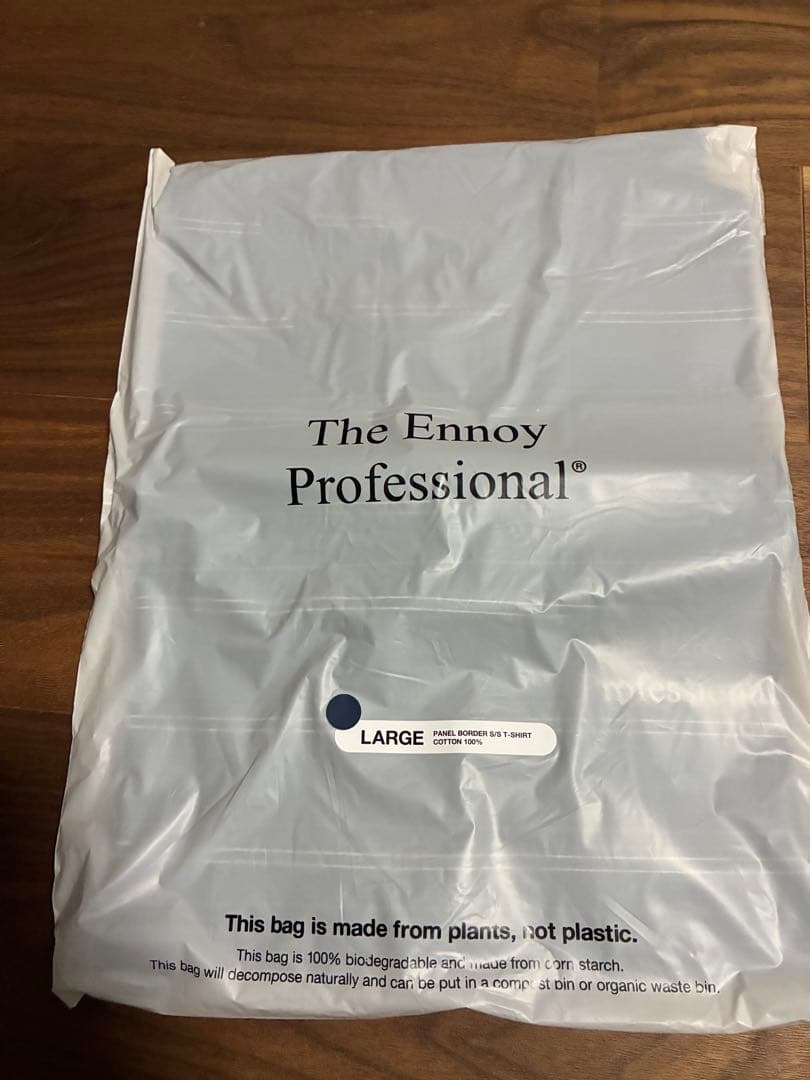 The Ennoy
Professional®
LARGE
PANEL BORDER S/S T-SHIRT
COTTON 100%
This bag is made from plants, not plastic.
This bag is 100% biodegradable and made from corn starch.
This bag will decompose naturally and can be put in a compost bin or organic waste bin.